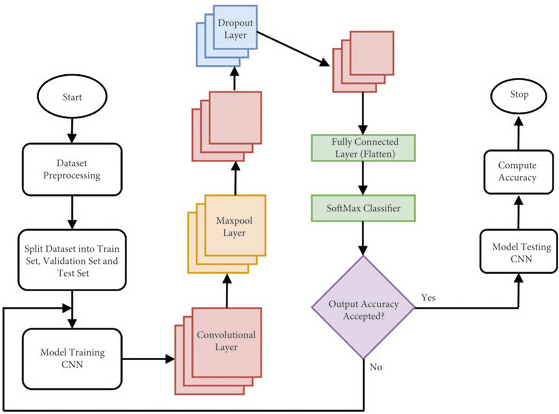 Start
Dataset
Preprocessing
Split Dataset into Train
Set, Validation Set and
Test Set
Model Training
CNN
Convolutional
Layer
Maxpool
Layer
Dropout
Layer
Fully Connected
Layer (Flatten)
SoftMax Classifier
Output Accuracy
Accepted?
Yes
No
Model Testing
CNN
Compute
Accuracy
Stop